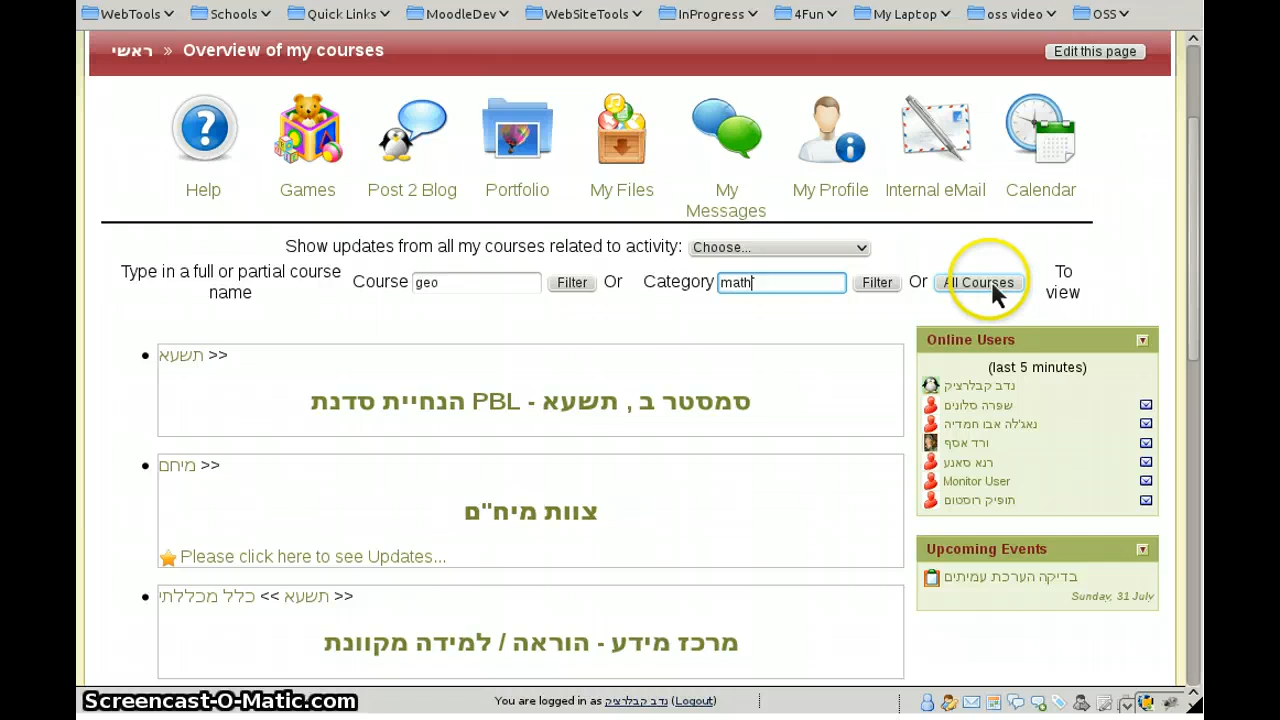 WebTools Schools Quick Links MoodleDev WebSiteTools InProgress 4Fun My Laptop oss video OSS
ראשי » Overview of my courses
Edit this page
Help Games Post 2 Blog Portfolio My Files My Messages My Profile Internal eMail Calendar
Show updates from all my courses related to activity: Choose...
Type in a full or partial course name Course geo Filter Or Category math Filter Or All Courses To view
תשעא >>
סמסטר ב , תשעא - PBL הנחיית סדנת
מיחם >>
צוות מיח"ם
Please click here to see Updates...
כלל מכללתי >> תשעא >>
מרכז מידע - הוראה / למידה מקוונת
Online Users
(last 5 minutes)
נדב קבלרציק
שפרה סלונים
נאג'לה אבו חמדיה
ורד אסף
רנא סאנע
Monitor User
תופיק רוסטום
Upcoming Events
בדיקה הערכת עמיתים
Sunday, 31 July
Screencast-O-Matic.com
You are logged in as נדב קבלרציק (Logout)